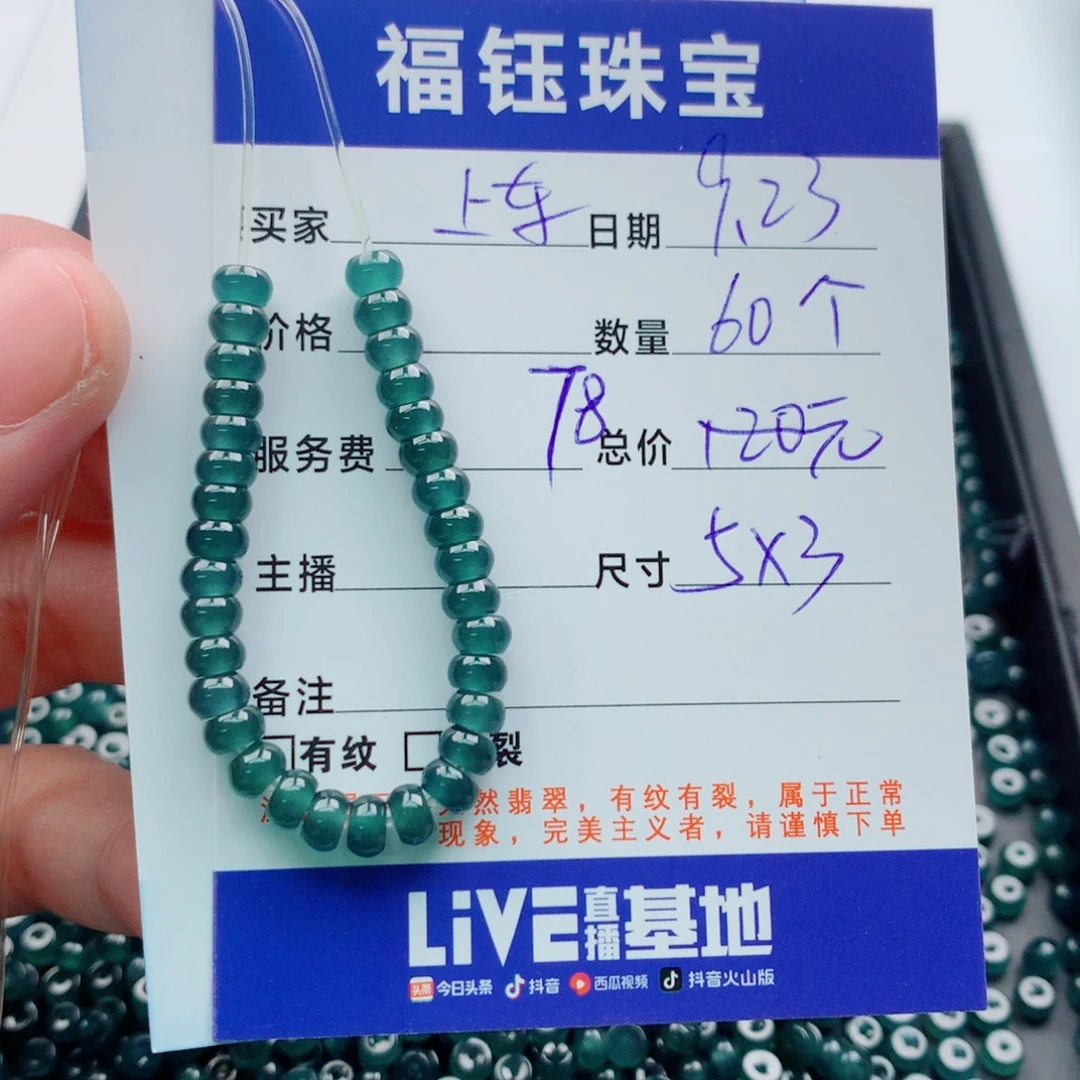 福钰珠宝
买家 上车 日期 9.23
价格 数量 60个
服务费 78 总价 120元
主播 尺寸 5X3
备注
有纹 裂
然翡翠，有纹有裂，属于正常
现象，完美主义者，请谨慎下单
LiVE 直播 基地
头条 今日头条 抖音 西瓜视频 抖音火山版